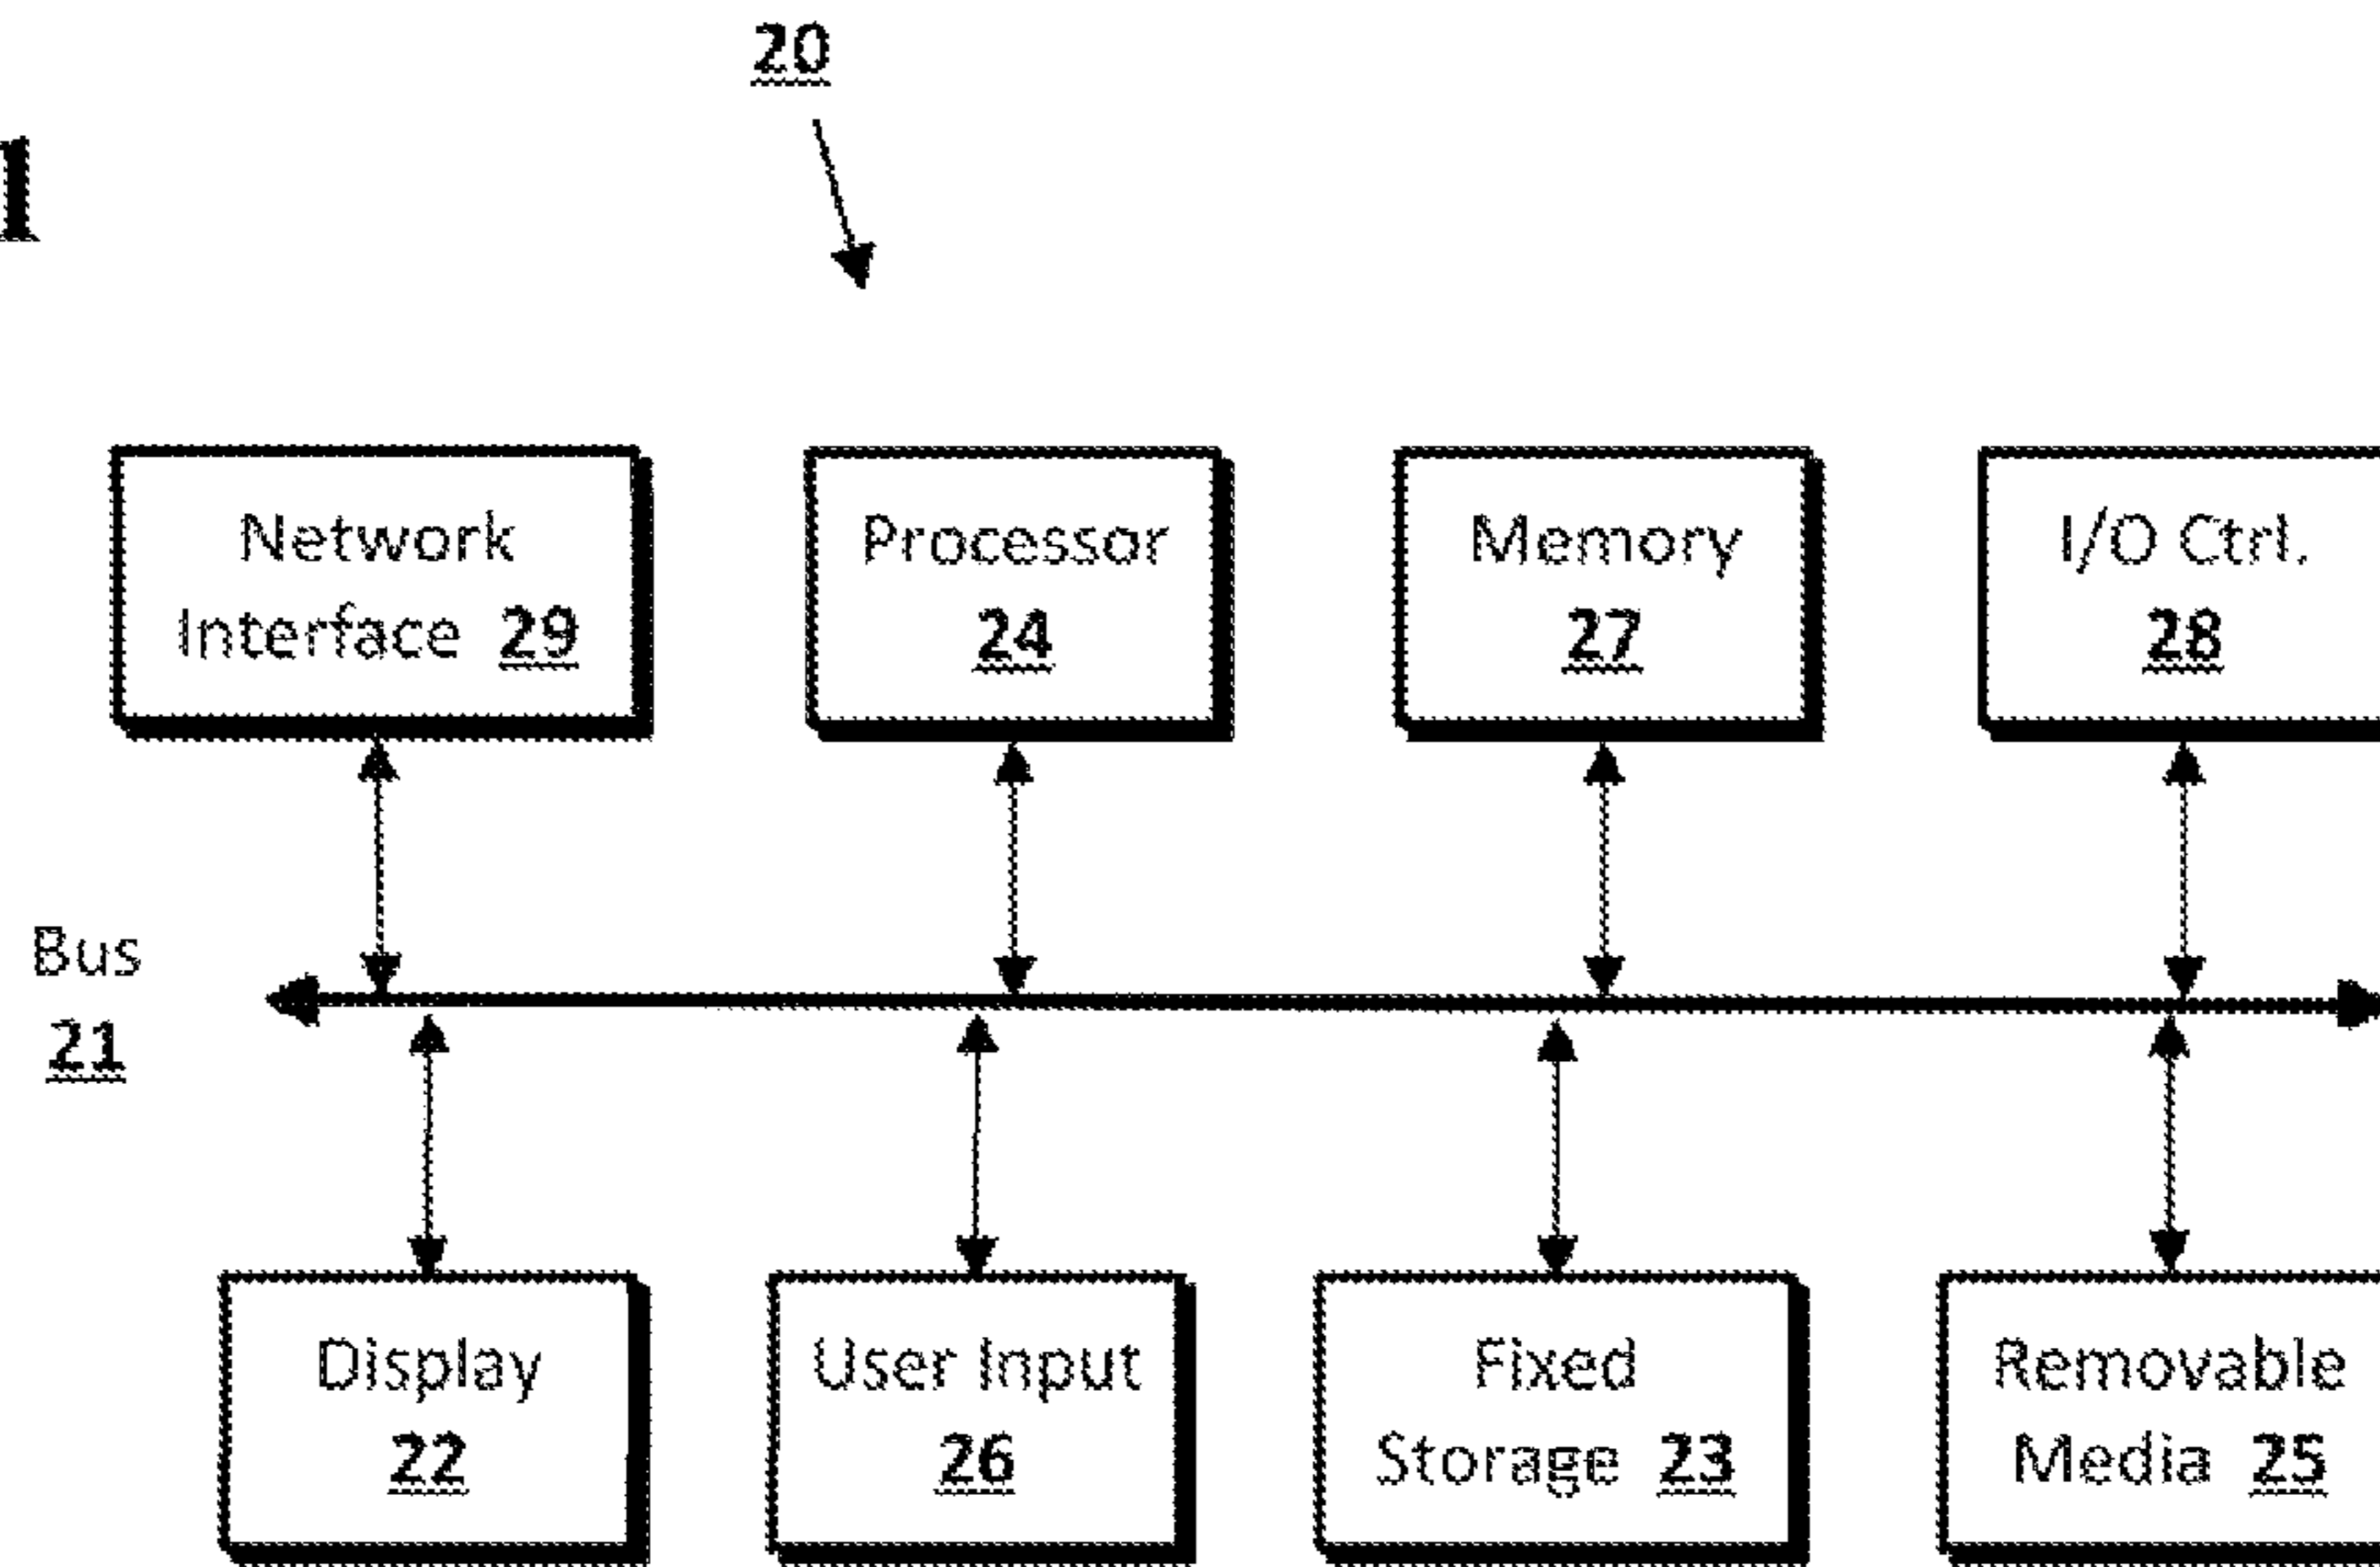 20
1
Network
Interface 29
Processor
24
Memory
27
I/O Ctrl.
28
Bus
21
Display
22
User Input
26
Fixed
Storage 23
Removable
Media 25